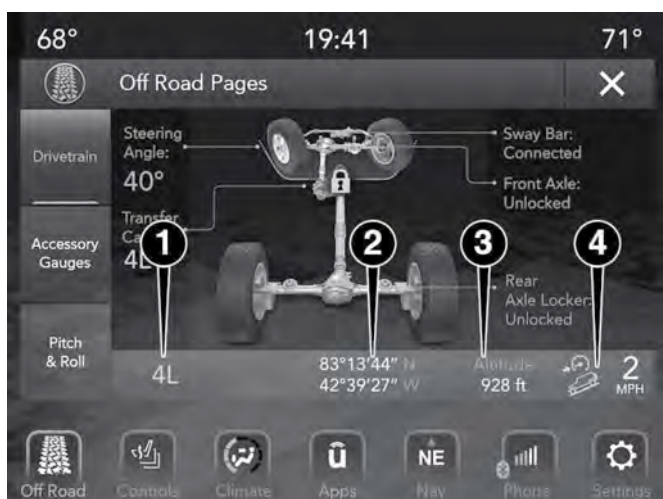 68° 19:41 71°
Off Road Pages
Drivetrain
Accessory
Gauges
Pitch
& Roll
Steering
Angle:
40°
Transfer
4L
Sway Bar:
Connected
Front Axle:
Unlocked
Rear
Axle Locker:
Unlocked
1
2
3
4
4L
83°13'44" N
42°39'27" W
Altitude
928 ft
2
MPH
Off Road
Controls
Climate
û
Apps
NE
Nav
Phone
Settings